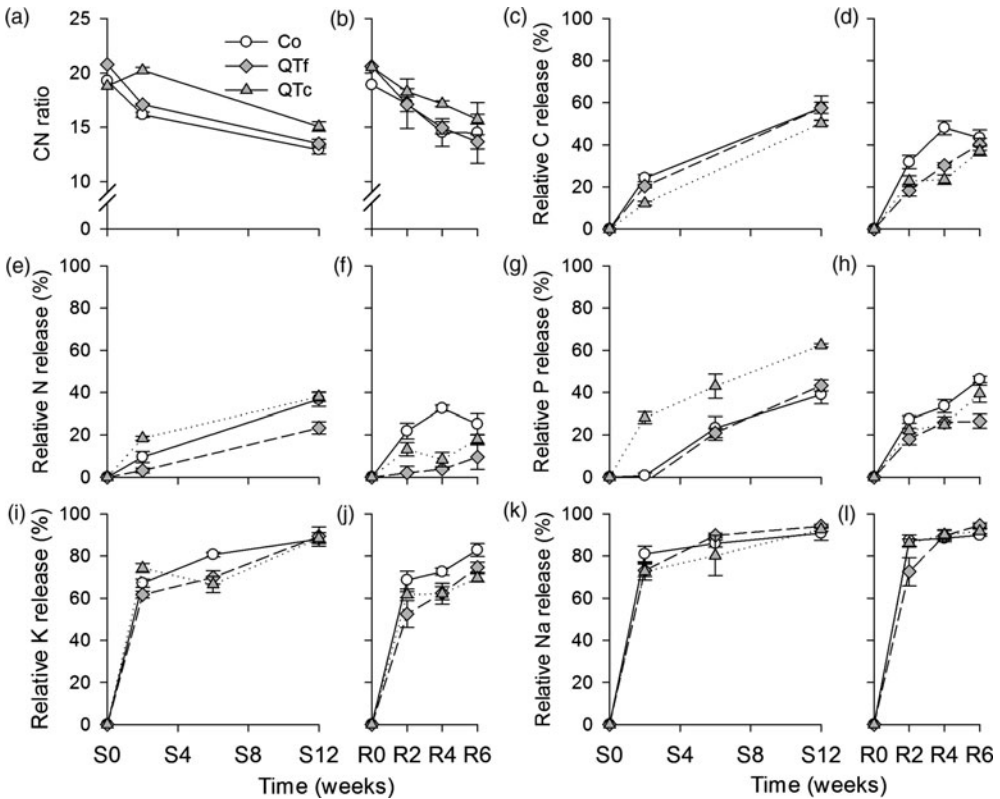 (a)
(b)
(c)
(d)
CN ratio
25
20
15
10
0
Co
QTf
QTc
Relative C release (%)
100
80
60
40
20
0
(e)
(f)
(g)
(h)
Relative N release (%)
100
80
60
40
20
0
Relative P release (%)
100
80
60
40
20
0
(i)
(j)
(k)
(l)
Relative K release (%)
100
80
60
40
20
0
Relative Na release (%)
100
80
60
40
20
0
S0 S4 S8 S12 R0 R2 R4 R6 S0 S4 S8 S12 R0 R2 R4 R6
Time (weeks) Time (weeks)